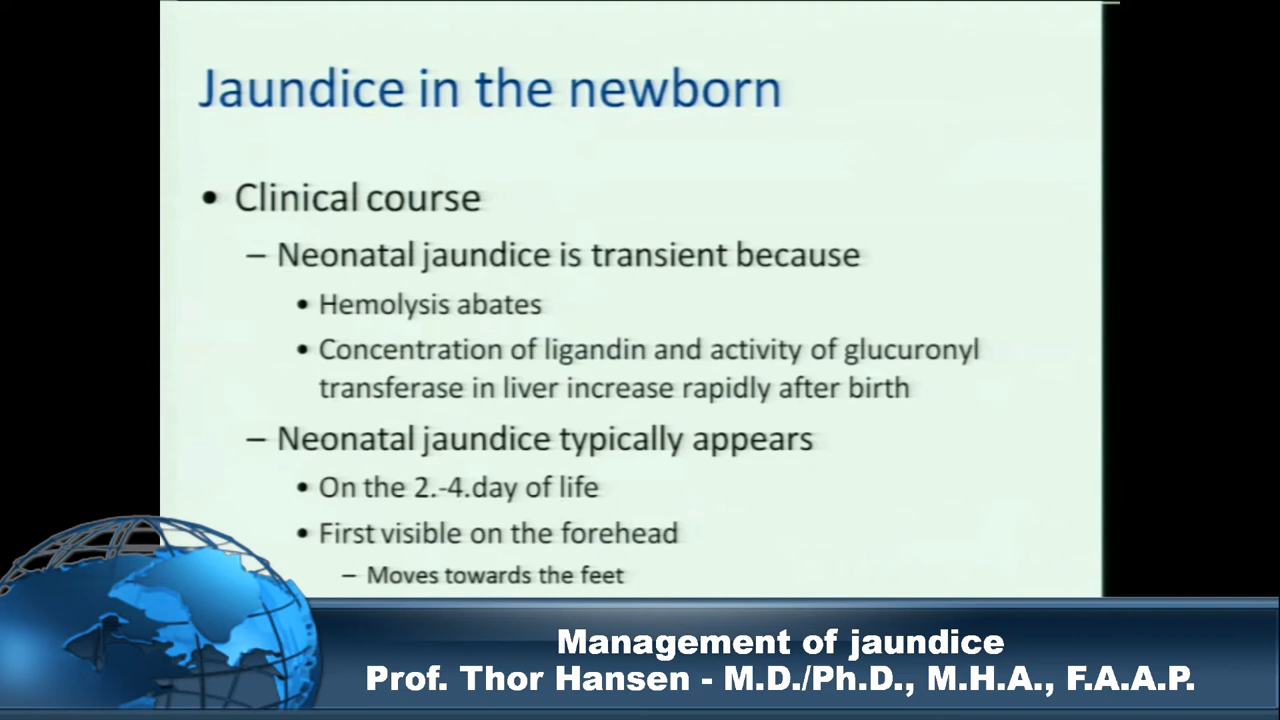 Jaundice in the newborn
• Clinical course
– Neonatal jaundice is transient because
• Hemolysis abates
• Concentration of ligandin and activity of glucuronyl
transferase in liver increase rapidly after birth
– Neonatal jaundice typically appears
• On the 2.-4.day of life
• First visible on the forehead
– Moves towards the feet
Management of jaundice
Prof. Thor Hansen - M.D./Ph.D., M.H.A., F.A.A.P.